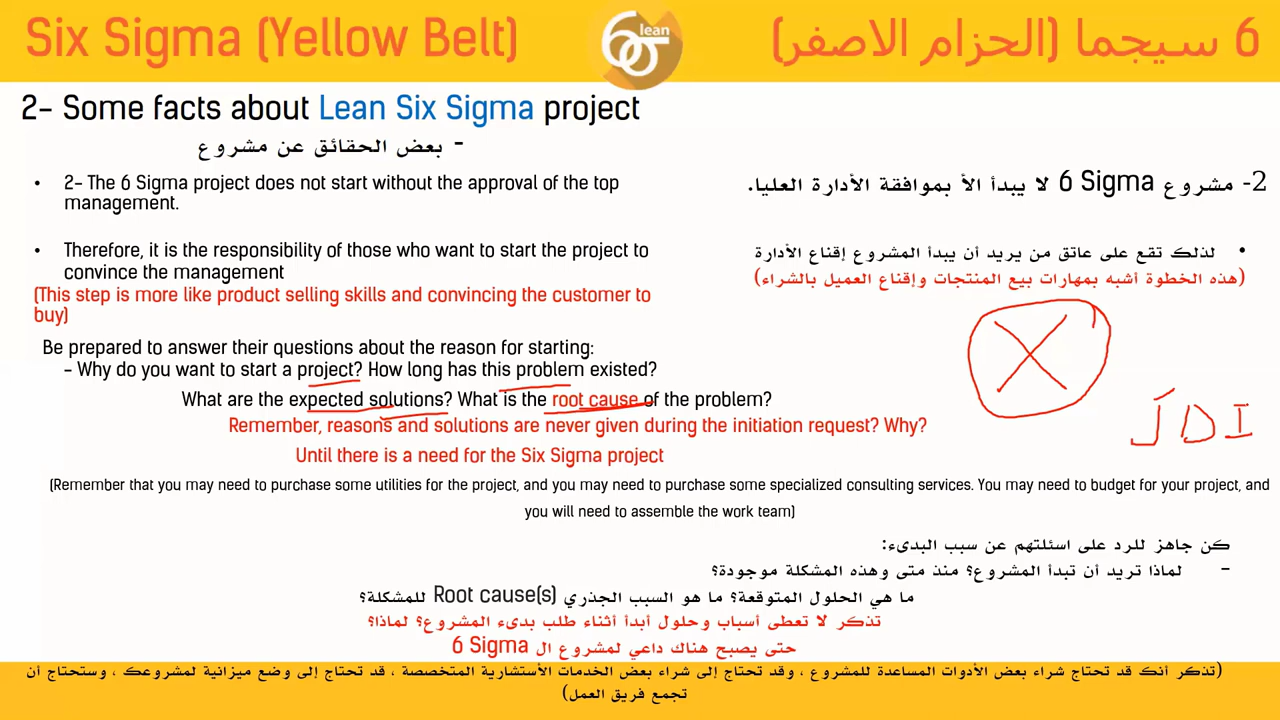 Six Sigma (Yellow Belt)
lean
6σ
6 سيجما (الحزام الاصفر)
2- Some facts about Lean Six Sigma project
- بعض الحقائق عن مشروع
• 2- The 6 Sigma project does not start without the approval of the top
management.
2- مشروع 6 Sigma لا يبدأ الأ بموافقة الأدارة العليا.
• Therefore, it is the responsibility of those who want to start the project to
convince the management
(This step is more like product selling skills and convincing the customer to
buy)
• لذلك تقع على عاتق من يريد أن يبدأ المشروع إقناع الأدارة
(هذه الخطوة أشبه بمهارات بيع المنتجات وإقناع العميل بالشراء)
Be prepared to answer their questions about the reason for starting:
- Why do you want to start a project? How long has this problem existed?
What are the expected solutions? What is the root cause of the problem?
Remember, reasons and solutions are never given during the initiation request? Why?
Until there is a need for the Six Sigma project
JDI
(Remember that you may need to purchase some utilities for the project, and you may need to purchase some specialized consulting services. You may need to budget for your project, and
you will need to assemble the work team)
كن جاهز للرد على اسئلتهم عن سبب البدىء:
- لماذا تريد أن تبدأ المشروع؟ منذ متى وهذه المشكلة موجودة؟
ما هي الحلول المتوقعة؟ ما هو السبب الجذري Root cause(s) للمشكلة؟
تذكر لا تعطى أسباب وحلول أبدأ أثناء طلب بدىء المشروع؟ لماذا؟
حتى يصبح هناك داعي لمشروع ال 6 Sigma
(تذكر أنك قد تحتاج شراء بعض الأدوات المساعدة للمشروع ، وقد تحتاج إلى شراء بعض الخدمات الأستشارية المتخصصة ، قد تحتاج إلى وضع ميزانية لمشروعك ، وستحتاج أن
تجمع فريق العمل)